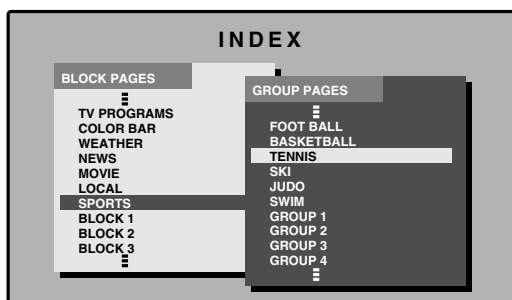 INDEX
BLOCK PAGES
TV PROGRAMS
COLOR BAR
WEATHER
NEWS
MOVIE
LOCAL
SPORTS
BLOCK 1
BLOCK 2
BLOCK 3
GROUP PAGES
FOOT BALL
BASKETBALL
TENNIS
SKI
JUDO
SWIM
GROUP 1
GROUP 2
GROUP 3
GROUP 4